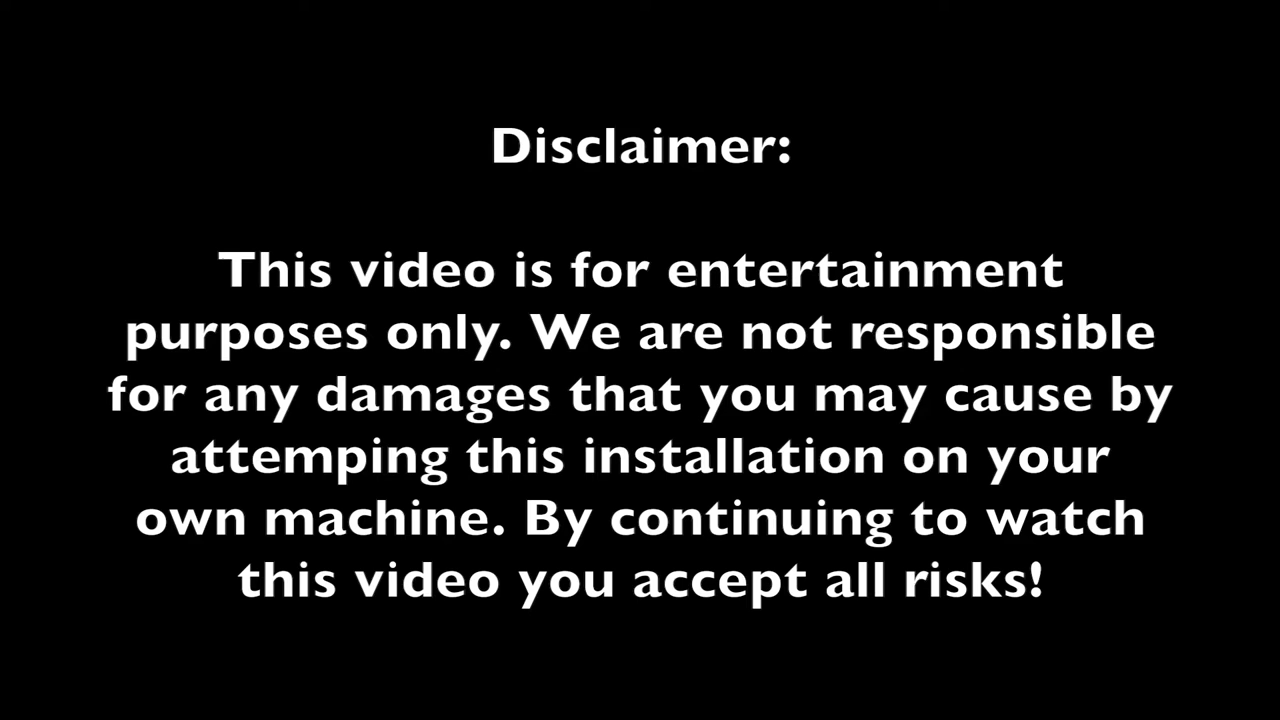 Disclaimer:
This video is for entertainment
purposes only. We are not responsible
for any damages that you may cause by
attemping this installation on your
own machine. By continuing to watch
this video you accept all risks!